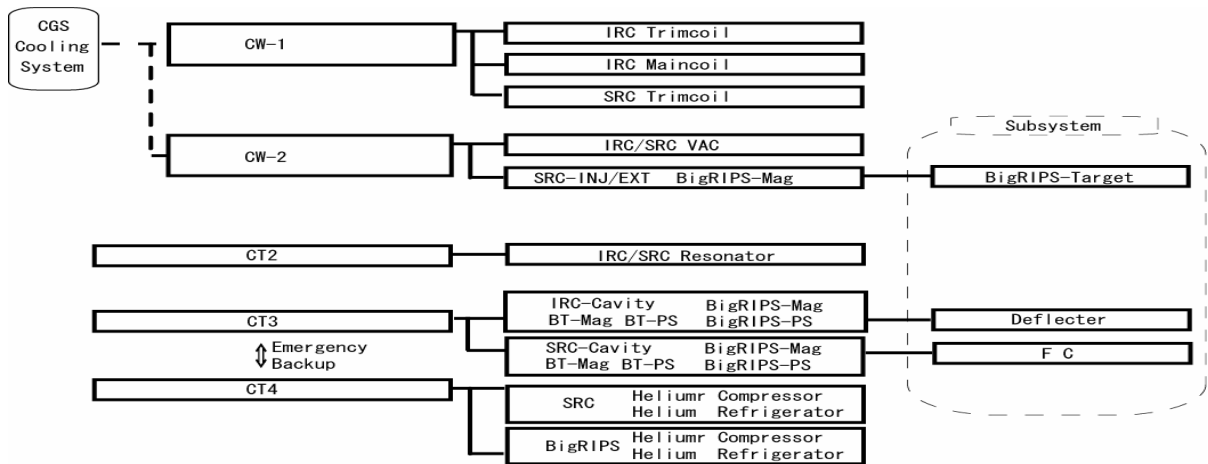 CGS
Cooling
System
CW-1
IRC Trimcoil
IRC Maincoil
SRC Trimcoil
Subsystem
CW-2
IRC/SRC VAC
SRC-INJ/EXT BigRIPS-Mag
BigRIPS-Target
CT2
IRC/SRC Resonator
CT3
IRC-Cavity BigRIPS-Mag
BT-Mag BT-PS BigRIPS-PS
Deflecter
Emergency
Backup
SRC-Cavity BigRIPS-Mag
BT-Mag BT-PS BigRIPS-PS
F C
CT4
SRC
Heliumr Compressor
Helium Refrigerator
BigRIPS
Heliumr Compressor
Helium Refrigerator